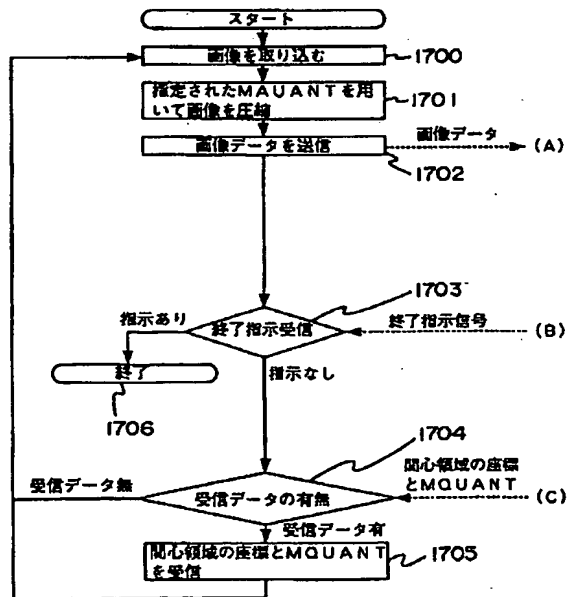 スタート
画像を取り込む
1700
指定されたMAUANTを用
いて画像を圧縮
1701
画像データを送信
画像データ
(A)
1702
1703
終了指示受信
指示あり
終了指示信号
(B)
終了
指示なし
1706
1704
関心領域の座標
とMQUANT
受信データ無
受信データの有無
(C)
受信データ有
関心領域の座標とMQUANT
を受信
1705